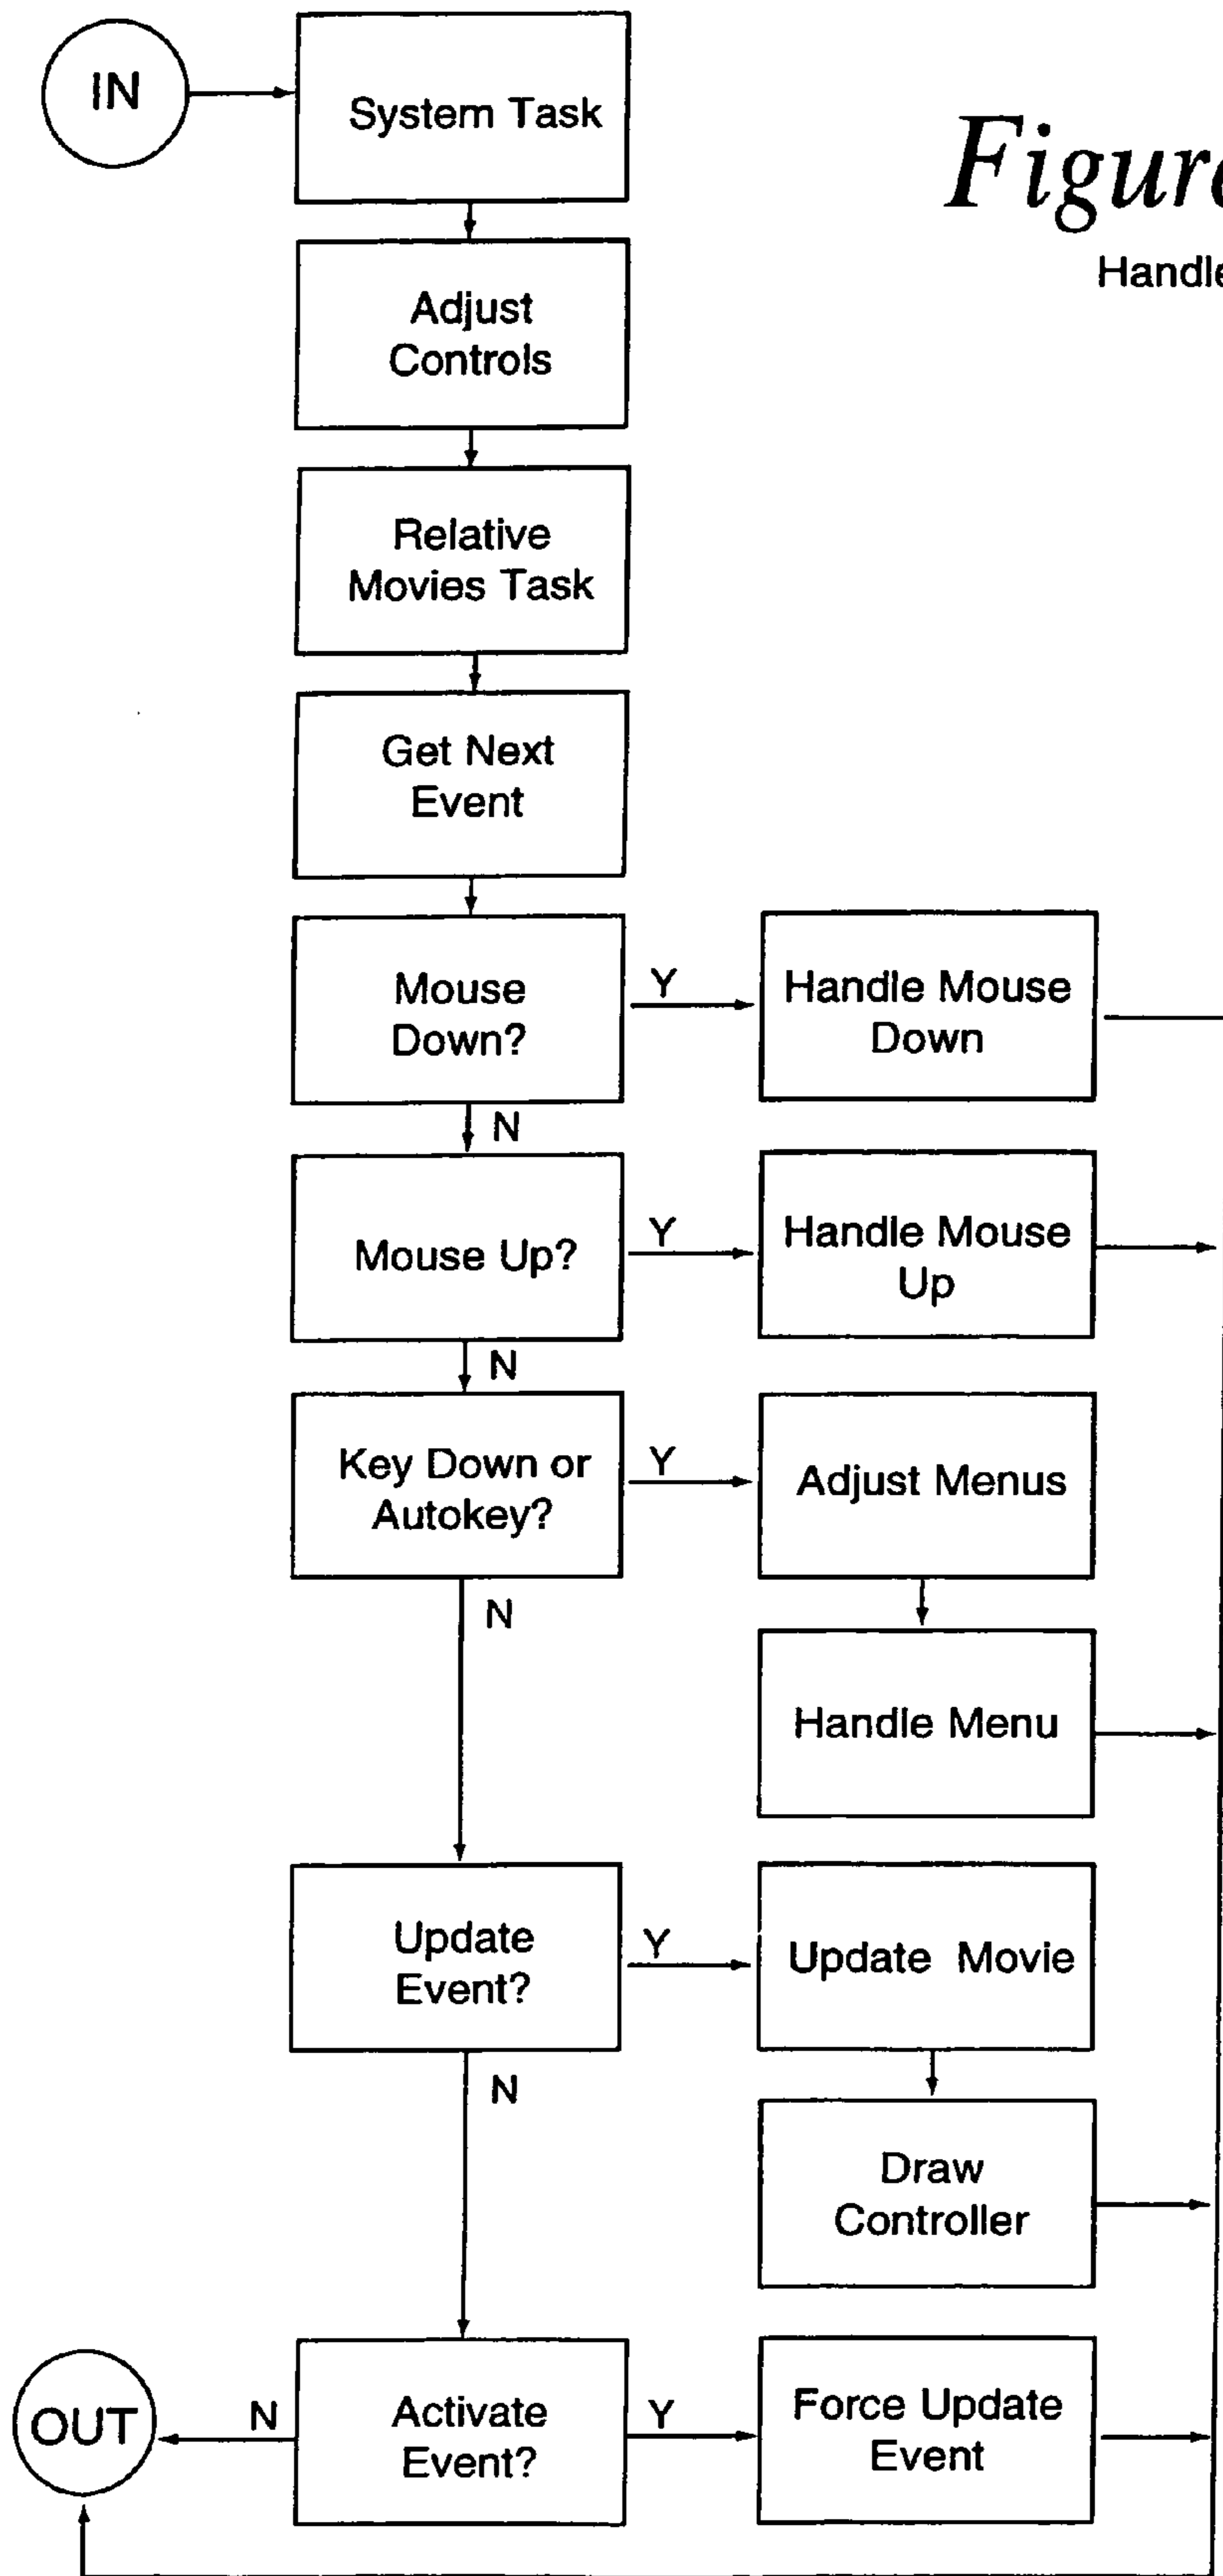 IN
System Task
Figure
Handle
Adjust
Controls
Relative
Movies Task
Get Next
Event
Mouse
Down?
Y
Handle Mouse
Down
N
Mouse Up?
Y
Handle Mouse
Up
N
Key Down or
Autokey?
Y
Adjust Menus
N
Handle Menu
Update
Event?
Y
Update Movie
N
Draw
Controller
OUT
N
Activate
Event?
Y
Force Update
Event